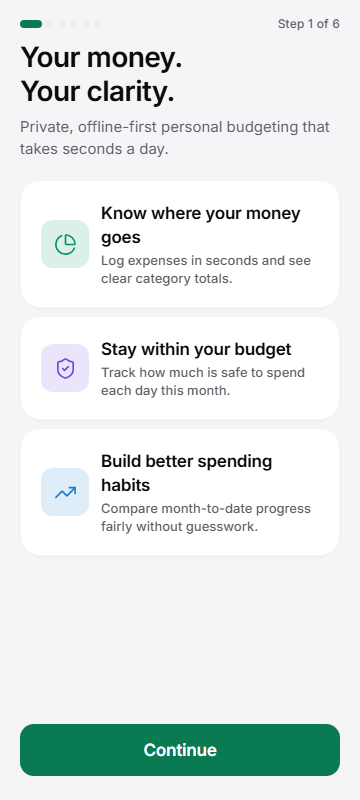 Step 1 of 6
Your money.
Your clarity.
Private, offline-first personal budgeting that
takes seconds a day.
Know where your money
goes
Log expenses in seconds and see
clear category totals.
Stay within your budget
Track how much is safe to spend
each day this month.
Build better spending
habits
Compare month-to-date progress
fairly without guesswork.
Continue